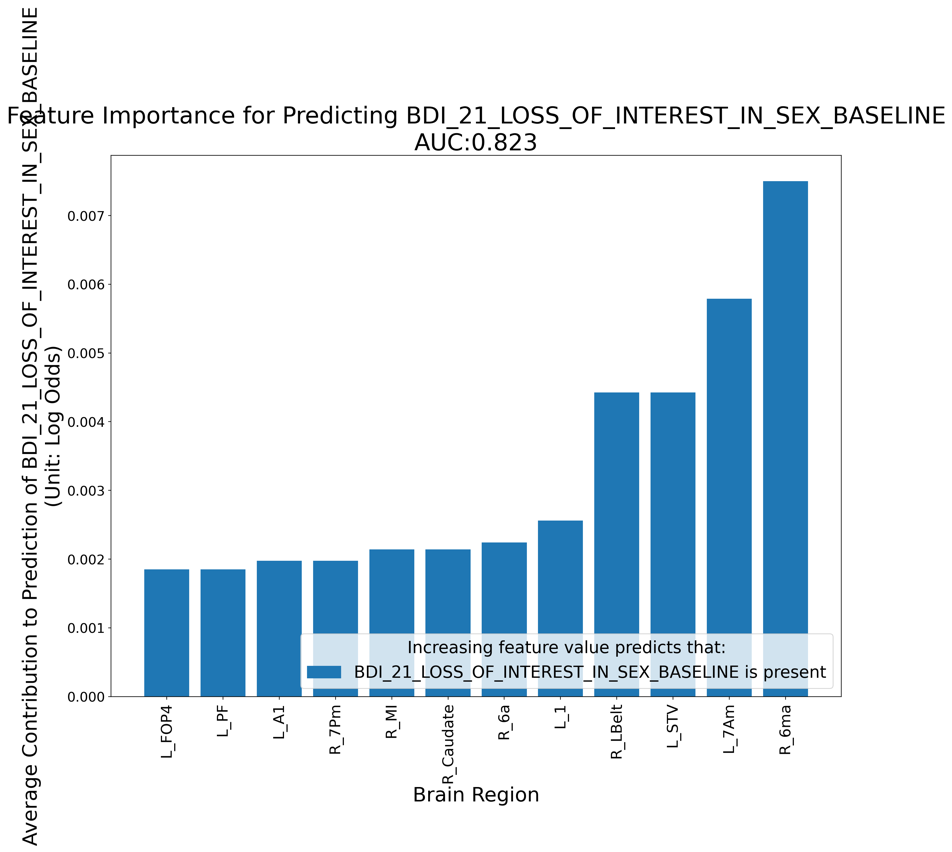 Feature Importance for Predicting BDI_21_LOSS_OF_INTEREST_IN_SEX_BASELINE
AUC:0.823
Average Contribution to Prediction of BDI_21_LOSS_OF_INTEREST_IN_SEX_BASELINE
(Unit: Log Odds)
0.007
0.006
0.005
0.004
0.003
0.002
0.001
0.000
Increasing feature value predicts that:
BDI_21_LOSS_OF_INTEREST_IN_SEX_BASELINE is present
L_FOP4
L_PF
L_A1
R_7Pm
R_MI
R_Caudate
R_6a
L_1
R_LBelt
L_STV
L_7Am
R_6ma
Brain Region